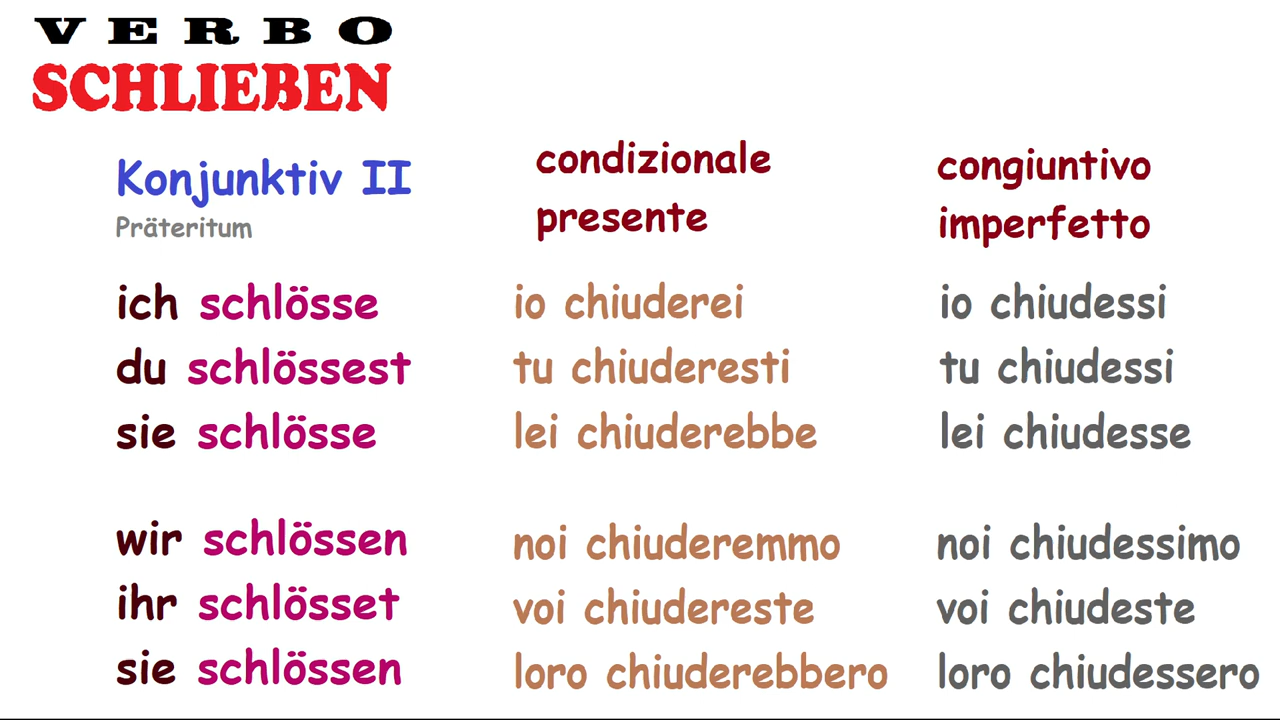 VERBO
SCHLIEBEN
Konjunktiv II
Präteritum
condizionale
presente
congiuntivo
imperfetto
ich schlösse
io chiuderei
io chiudessi
du schlössest
tu chiuderesti
tu chiudessi
sie schlösse
lei chiuderebbe
lei chiudesse
wir schlössen
noi chiuderemmo
noi chiudessimo
ihr schlösset
voi chiudereste
voi chiudeste
sie schlössen
loro chiuderebbero
loro chiudessero